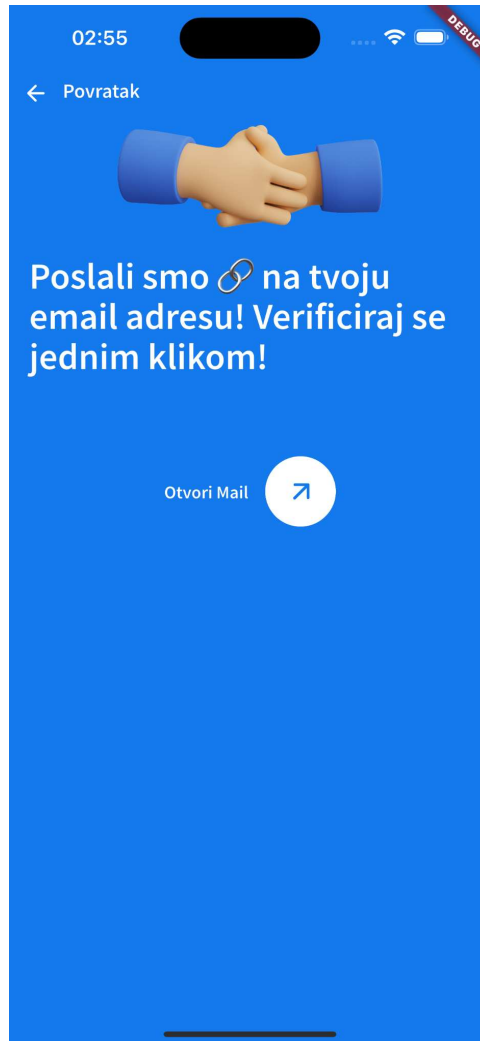 02:55
DEBUG
Povratak
Poslali smo 🔗 na tvoju
email adresu! Verificiraj se
jednim klikom!
Otvori Mail